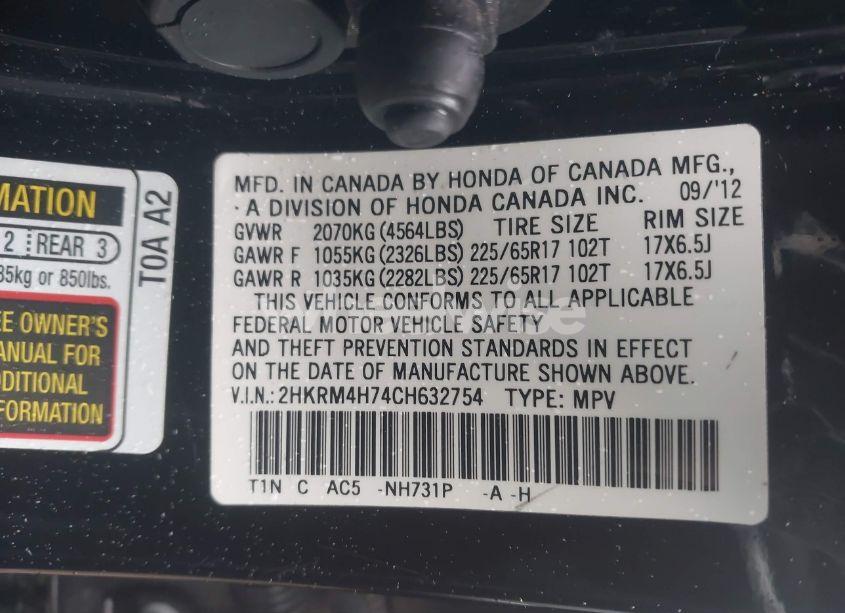 MATION
2 REAR 3
35kg or 850lbs.
EE OWNER'S
ANUAL FOR
DDITIONAL
FORMATION
T0A A2
MFD. IN CANADA BY HONDA OF CANADA MFG.,
A DIVISION OF HONDA CANADA INC. 09/'12
GVWR 2070KG (4564LBS) TIRE SIZE RIM SIZE
GAWR F 1055KG (2326LBS) 225/65R17 102T 17X6.5J
GAWR R 1035KG (2282LBS) 225/65R17 102T 17X6.5J
THIS VEHICLE CONFORMS TO ALL APPLICABLE
FEDERAL MOTOR VEHICLE SAFETY
AND THEFT PREVENTION STANDARDS IN EFFECT
ON THE DATE OF MANUFACTURE SHOWN ABOVE.
V.I.N.: 2HKRM4H74CH632754 TYPE: MPV
T1N C AC5 -NH731P -A -H